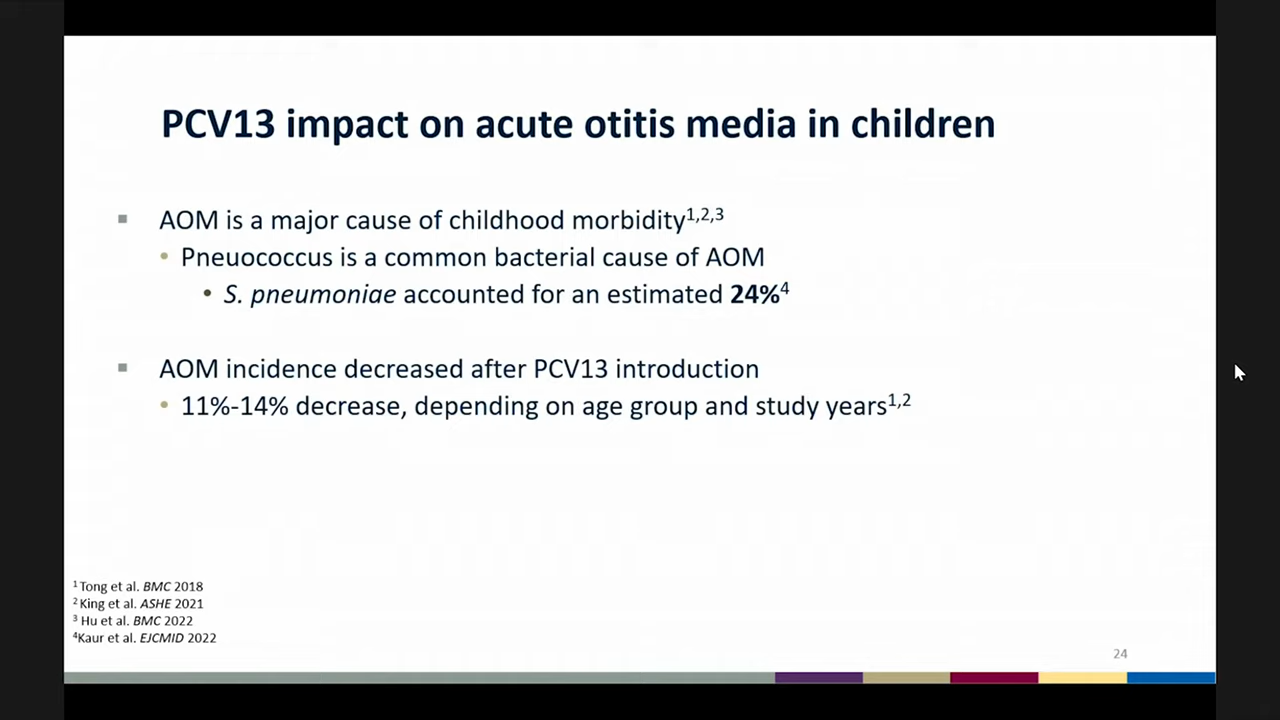 PCV13 impact on acute otitis media in children
▪ AOM is a major cause of childhood morbidity1,2,3
• Pneuococcus is a common bacterial cause of AOM
• S. pneumoniae accounted for an estimated 24%4
▪ AOM incidence decreased after PCV13 introduction
• 11%-14% decrease, depending on age group and study years1,2
1 Tong et al. BMC 2018
2 King et al. ASHE 2021
3 Hu et al. BMC 2022
4Kaur et al. EJCMID 2022
24